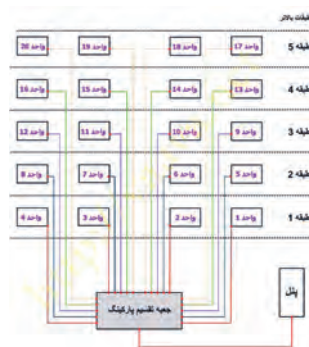 طبقات بالاتر
طبقه 5
واحد 17
واحد 18
واحد 19
واحد 20
طبقه 4
واحد 13
واحد 14
واحد 15
واحد 16
طبقه 3
واحد 9
واحد 10
واحد 11
واحد 12
طبقه 2
واحد 5
واحد 6
واحد 7
واحد 8
طبقه 1
واحد 1
واحد 2
واحد 3
واحد 4
پنل
جعبه تقسیم پارکینگ